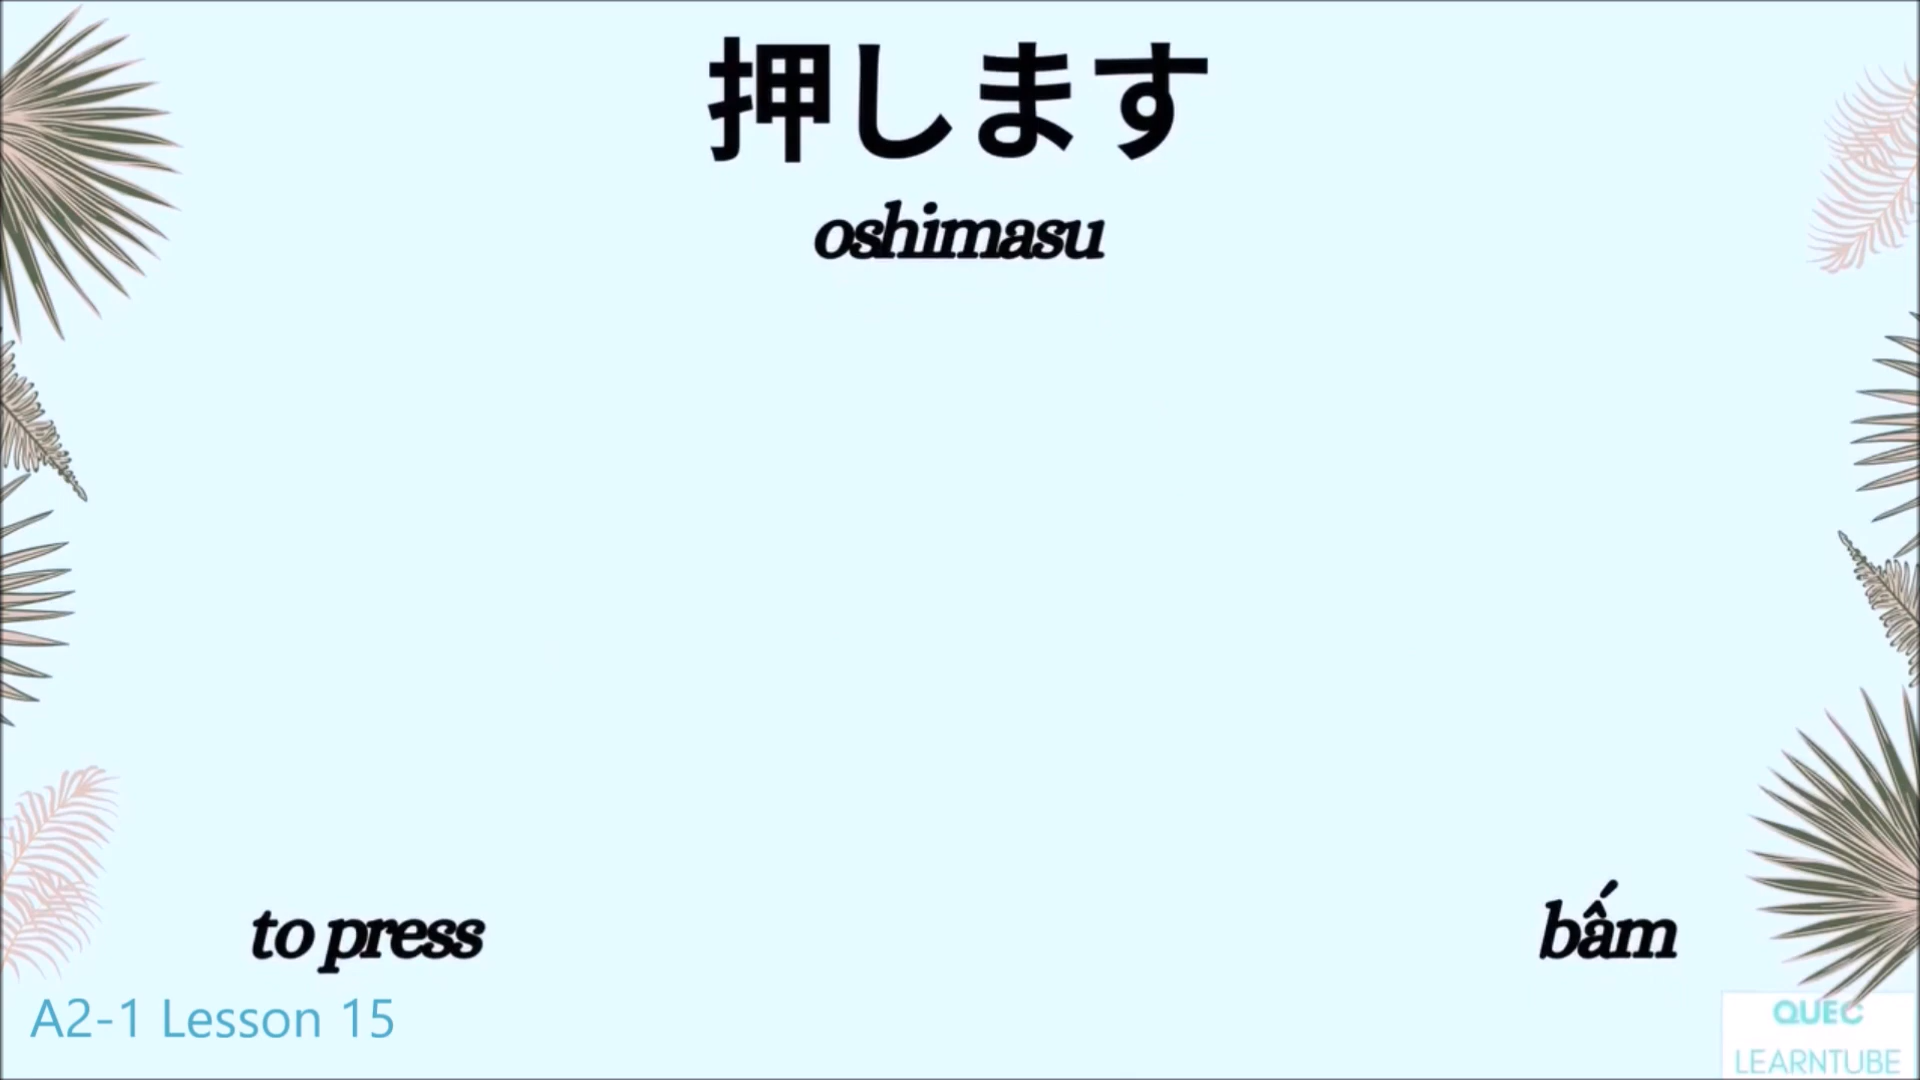 押します
oshimasu
to press
bấm
A2-1 Lesson 15
QUEC
LEARNTUBE